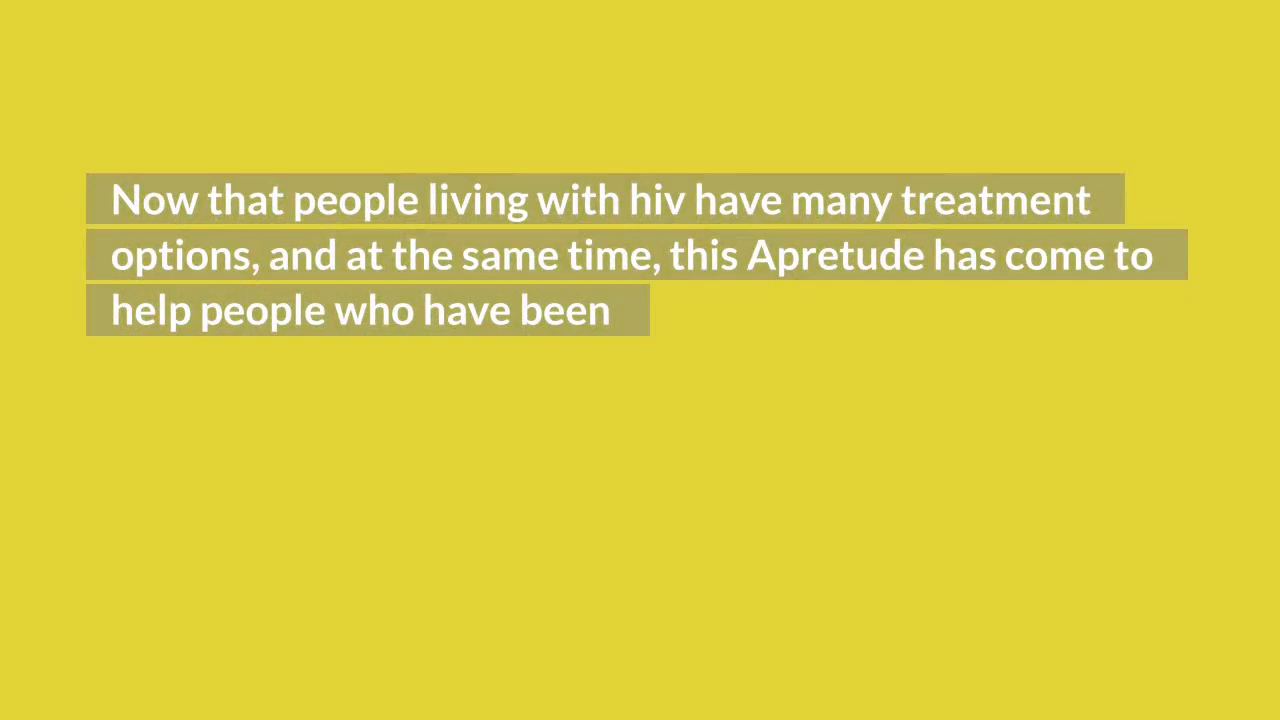 Now that people living with hiv have many treatment
options, and at the same time, this Apretude has come to
help people who have been